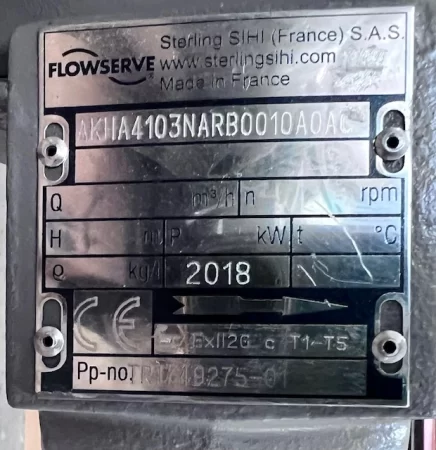 FLOWSERVE
Sterling SIHI (France) S.A.S.
www.sterlingsihi.com
Made in France
AKHA4103NARB0010A0A
Q m³/h n rpm
H m P kW t °C
ϱ kg/l 2018
CE
ExII2G c T1-T5
Pp-no.